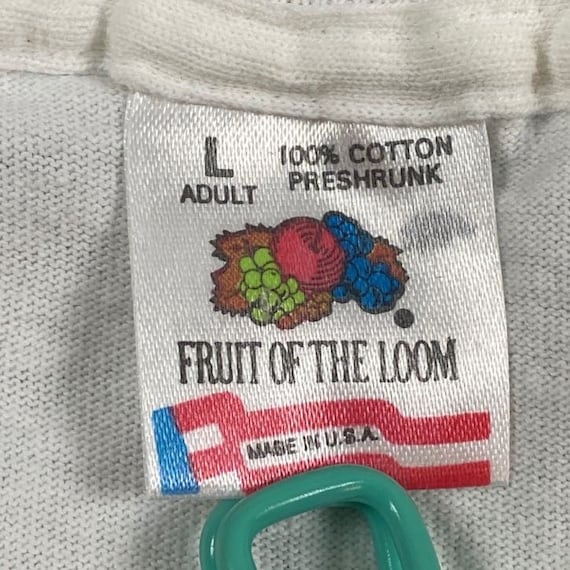 L 100% COTTON
ADULT PRESHRUNK
FRUIT OF THE LOOM
MADE IN U.S.A.